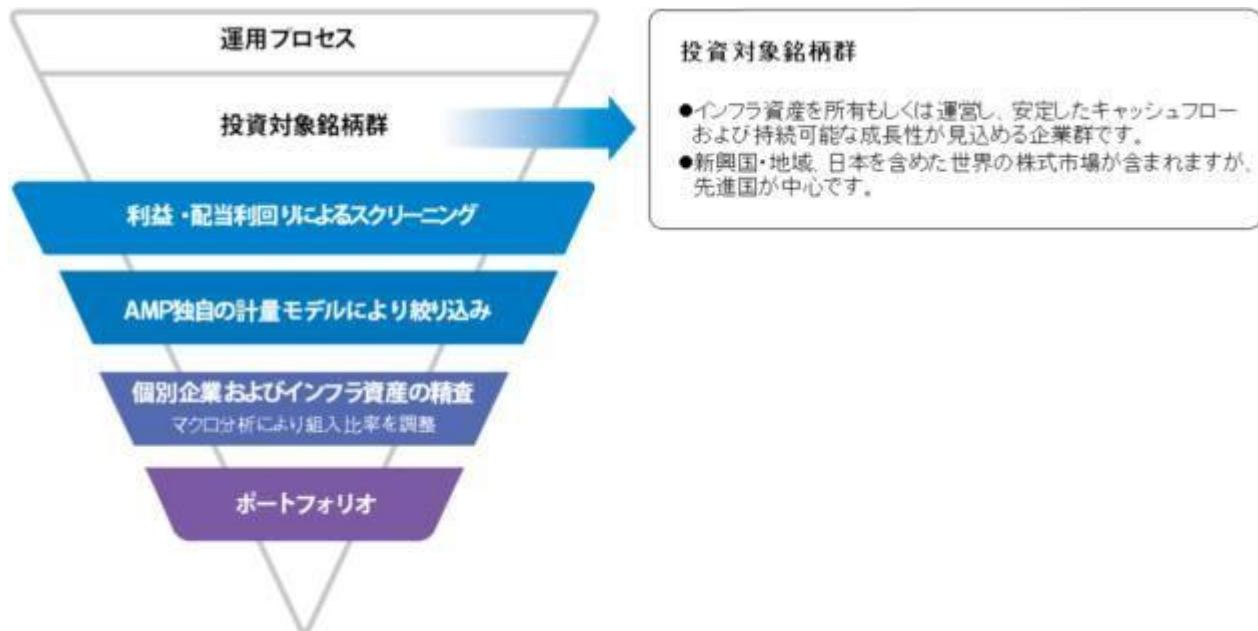 運用プロセス
投資対象銘柄群
利益・配当利回りによるスクリーニング
AMP独自の計量モデルにより絞り込み
個別企業およびインフラ資産の精査
マクロ分析により組入比率を調整
ポートフォリオ
投資対象銘柄群
●インフラ資産を所有もしくは運営し、安定したキャッシュフロー
および持続可能な成長性が見込める企業群です。
●新興国・地域、日本を含めた世界の株式市場が含まれますが、
先進国が中心です。